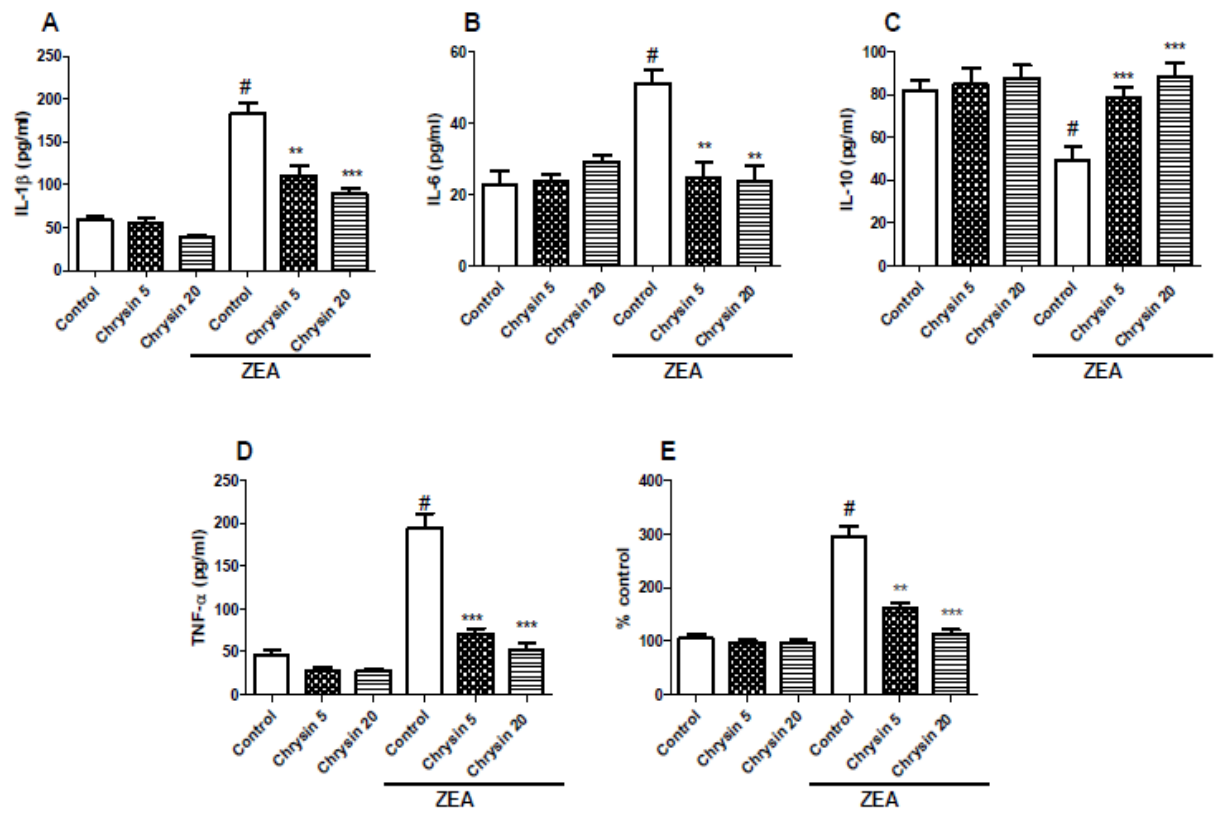 A
IL-1β (pg/ml)
250
200
150
100
50
0
#
**
***
Control
Chrysin 5
Chrysin 20
Control
Chrysin 5
Chrysin 20
ZEA
B
IL-6 (pg/ml)
60
40
20
0
#
**
**
Control
Chrysin 5
Chrysin 20
Control
Chrysin 5
Chrysin 20
ZEA
C
IL-10 (pg/ml)
100
80
60
40
20
0
#
***
***
Control
Chrysin 5
Chrysin 20
Control
Chrysin 5
Chrysin 20
ZEA
D
TNF-α (pg/ml)
250
200
150
100
50
0
#
***
***
Control
Chrysin 5
Chrysin 20
Control
Chrysin 5
Chrysin 20
ZEA
E
% control
400
300
200
100
0
#
**
***
Control
Chrysin 5
Chrysin 20
Control
Chrysin 5
Chrysin 20
ZEA